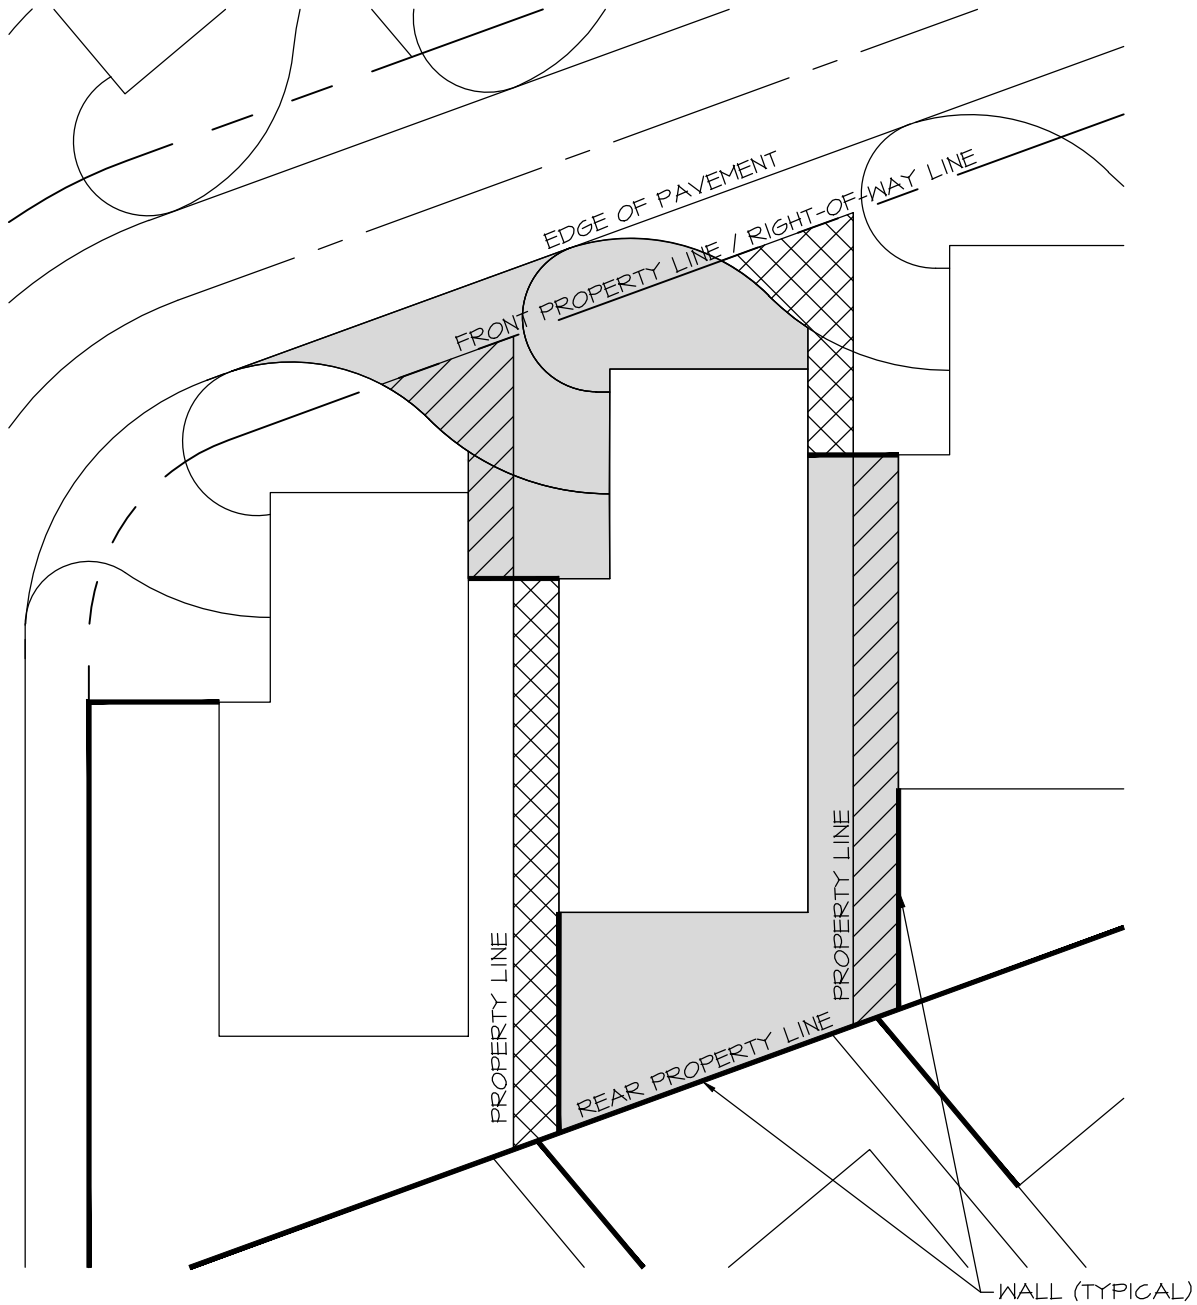 EDGE OF PAVEMENT
FRONT PROPERTY LINE / RIGHT-OF-WAY LINE
PROPERTY LINE
PROPERTY LINE
REAR PROPERTY LINE
WALL (TYPICAL)